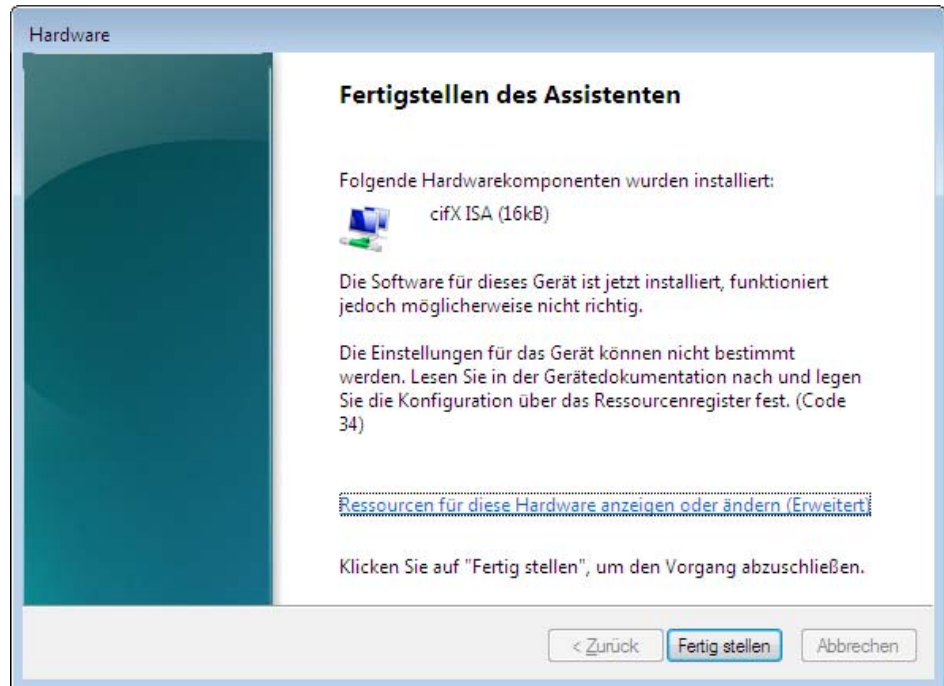 Hardware
Fertigstellen des Assistenten
Folgende Hardwarekomponenten wurden installiert:
cifX ISA (16kB)
Die Software für dieses Gerät ist jetzt installiert, funktioniert
jedoch möglicherweise nicht richtig.
Die Einstellungen für das Gerät können nicht bestimmt
werden. Lesen Sie in der Gerätedokumentation nach und legen
Sie die Konfiguration über das Ressourcenregister fest. (Code
34)
Ressourcen für diese Hardware anzeigen oder ändern (Erweitert)
Klicken Sie auf "Fertig stellen", um den Vorgang abzuschließen.
< Zurück Fertig stellen Abbrechen